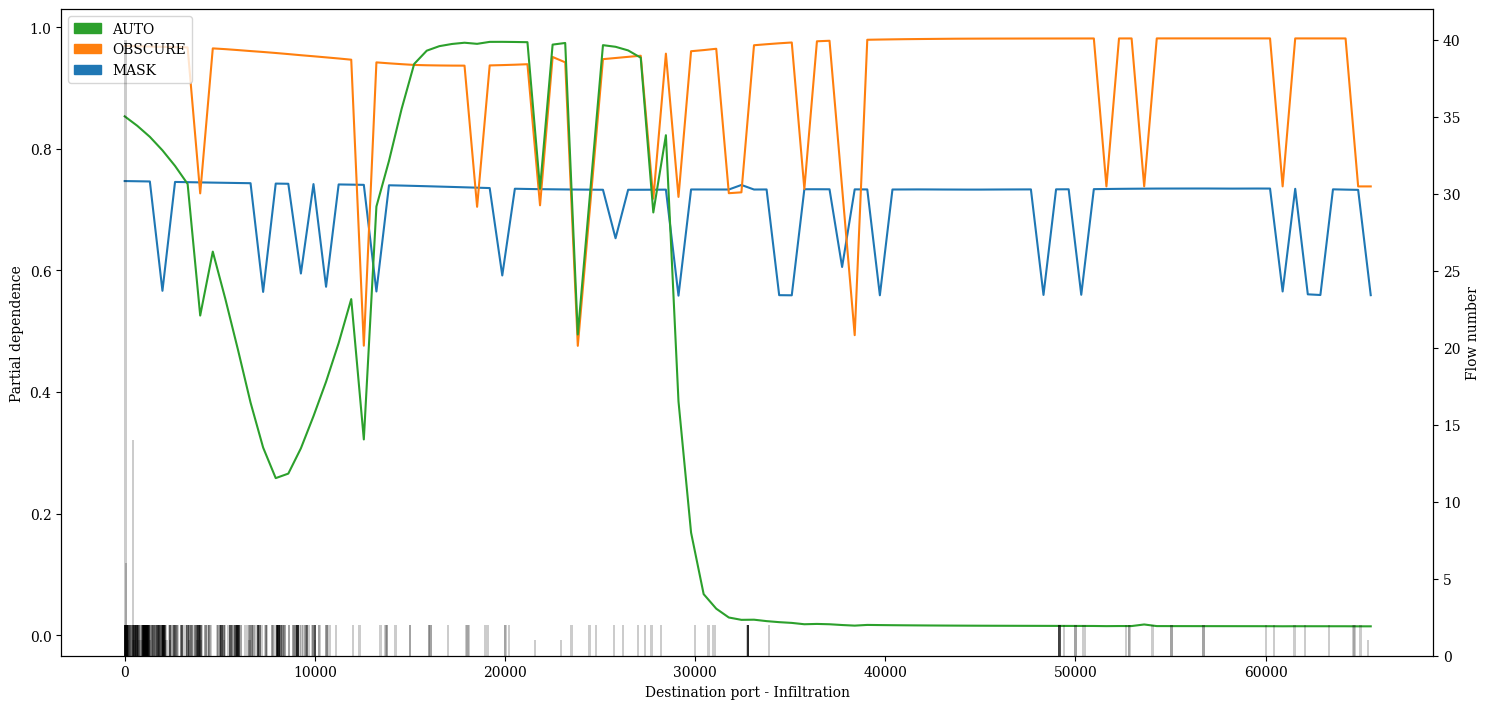 AUTO
OBSCURE
MASK
1.0
0.8
0.6
0.4
0.2
0.0
Partial dependence
40
35
30
25
20
15
10
5
0
Flow number
0 10000 20000 30000 40000 50000 60000
Destination port - Infiltration